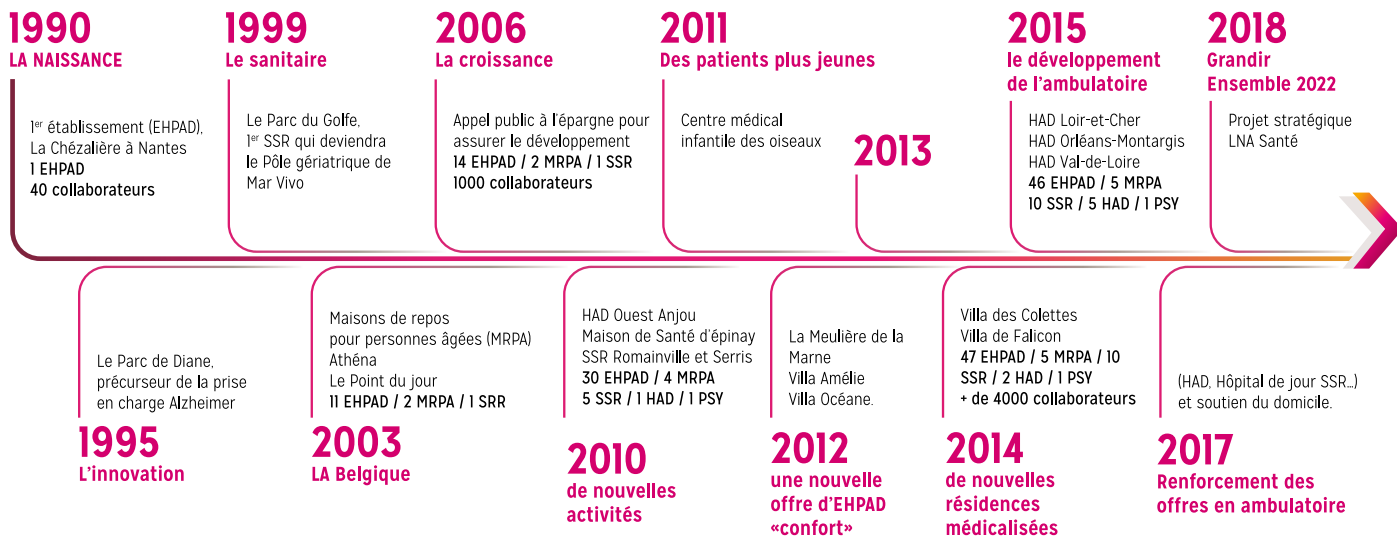 1990
LA NAISSANCE
1er établissement (EHPAD),
La Chézalière à Nantes
1 EHPAD
40 collaborateurs
1999
Le sanitaire
Le Parc du Golfe,
1er SSR qui deviendra
le Pôle gériatrique de
Mar Vivo
2006
La croissance
Appel public à l'épargne pour
assurer le développement
14 EHPAD / 2 MRPA / 1 SSR
1000 collaborateurs
2011
Des patients plus jeunes
Centre médical
infantile des oiseaux
2013
2015
le développement
de l'ambulatoire
HAD Loir-et-Cher
HAD Orléans-Montargis
HAD Val-de-Loire
46 EHPAD / 5 MRPA
10 SSR / 5 HAD / 1 PSY
2018
Grandir
Ensemble 2022
Projet stratégique
LNA Santé
Le Parc de Diane,
précurseur de la prise
en charge Alzheimer
1995
L'innovation
Maisons de repos
pour personnes âgées (MRPA)
Athéna
Le Point du jour
11 EHPAD / 2 MRPA / 1 SRR
2003
LA Belgique
HAD Ouest Anjou
Maison de Santé d'épinay
SSR Romainville et Serris
30 EHPAD / 4 MRPA
5 SSR / 1 HAD / 1 PSY
2010
de nouvelles
activités
La Meulière de la
Marne
Villa Amélie
Villa Océane.
2012
une nouvelle
offre d'EHPAD
«confort»
Villa des Colettes
Villa de Falicon
47 EHPAD / 5 MRPA / 10
SSR / 2 HAD / 1 PSY
+ de 4000 collaborateurs
2014
de nouvelles
résidences
médicalisées
(HAD, Hôpital de jour SSR...)
et soutien du domicile.
2017
Renforcement des
offres en ambulatoire